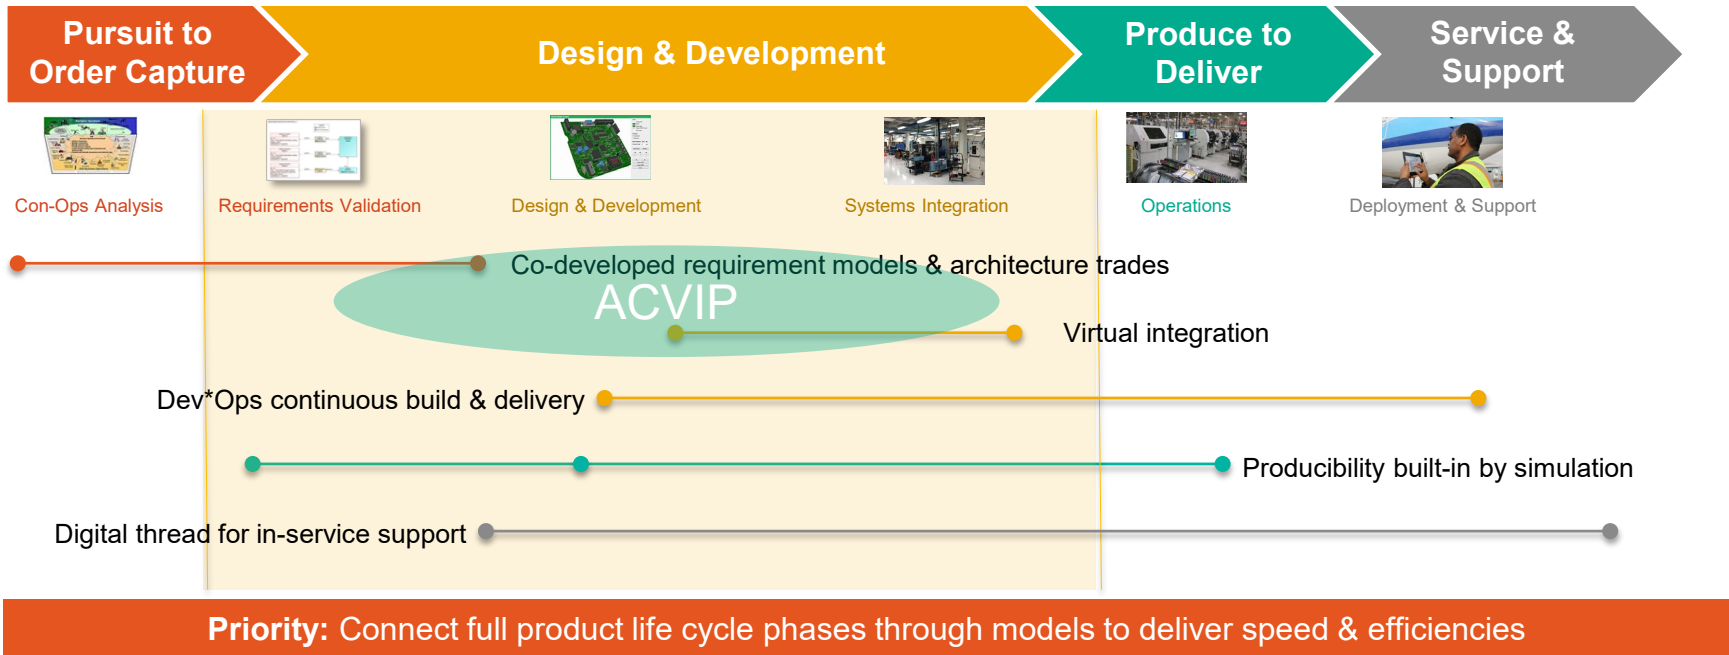 Pursuit to
Order Capture
Design & Development
Produce to
Deliver
Service &
Support
Con-Ops Analysis
Requirements Validation
Design & Development
Systems Integration
Operations
Deployment & Support
Co-developed requirement models & architecture trades
ACVIP
Virtual integration
Dev*Ops continuous build & delivery
Producibility built-in by simulation
Digital thread for in-service support
Priority: Connect full product life cycle phases through models to deliver speed & efficiencies